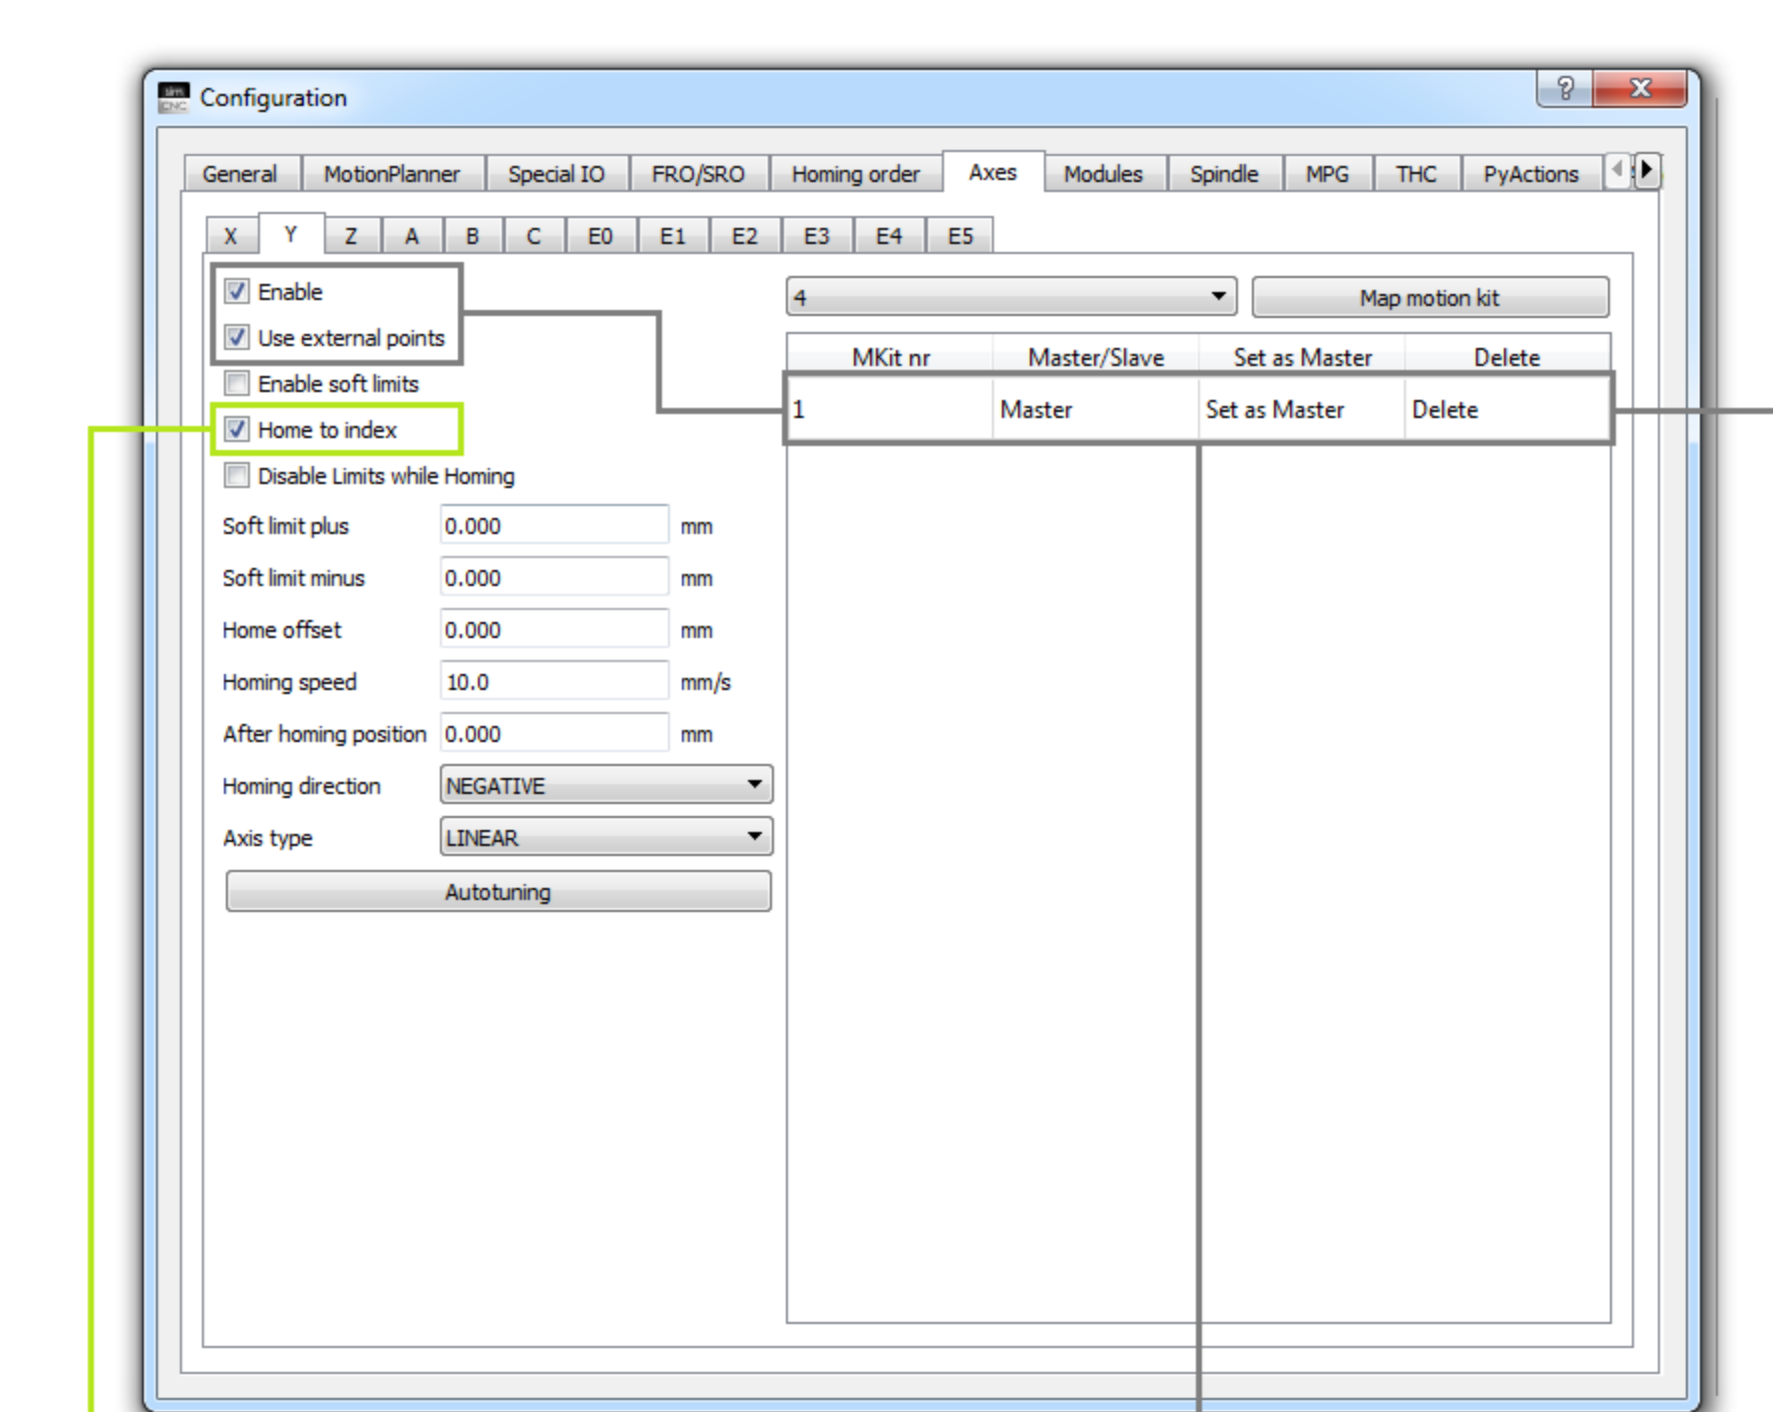 sim CNC Configuration
General MotionPlanner Special IO FRO/SRO Homing order Axes Modules Spindle MPG THC PyActions
X Y Z A B C E0 E1 E2 E3 E4 E5
Enable
Use external points
Enable soft limits
Home to index
Disable Limits while Homing
Soft limit plus 0.000 mm
Soft limit minus 0.000 mm
Home offset 0.000 mm
Homing speed 10.0 mm/s
After homing position 0.000 mm
Homing direction NEGATIVE
Axis type LINEAR
Autotuning
4 Map motion kit
MKit nr Master/Slave Set as Master Delete
1 Master Set as Master Delete